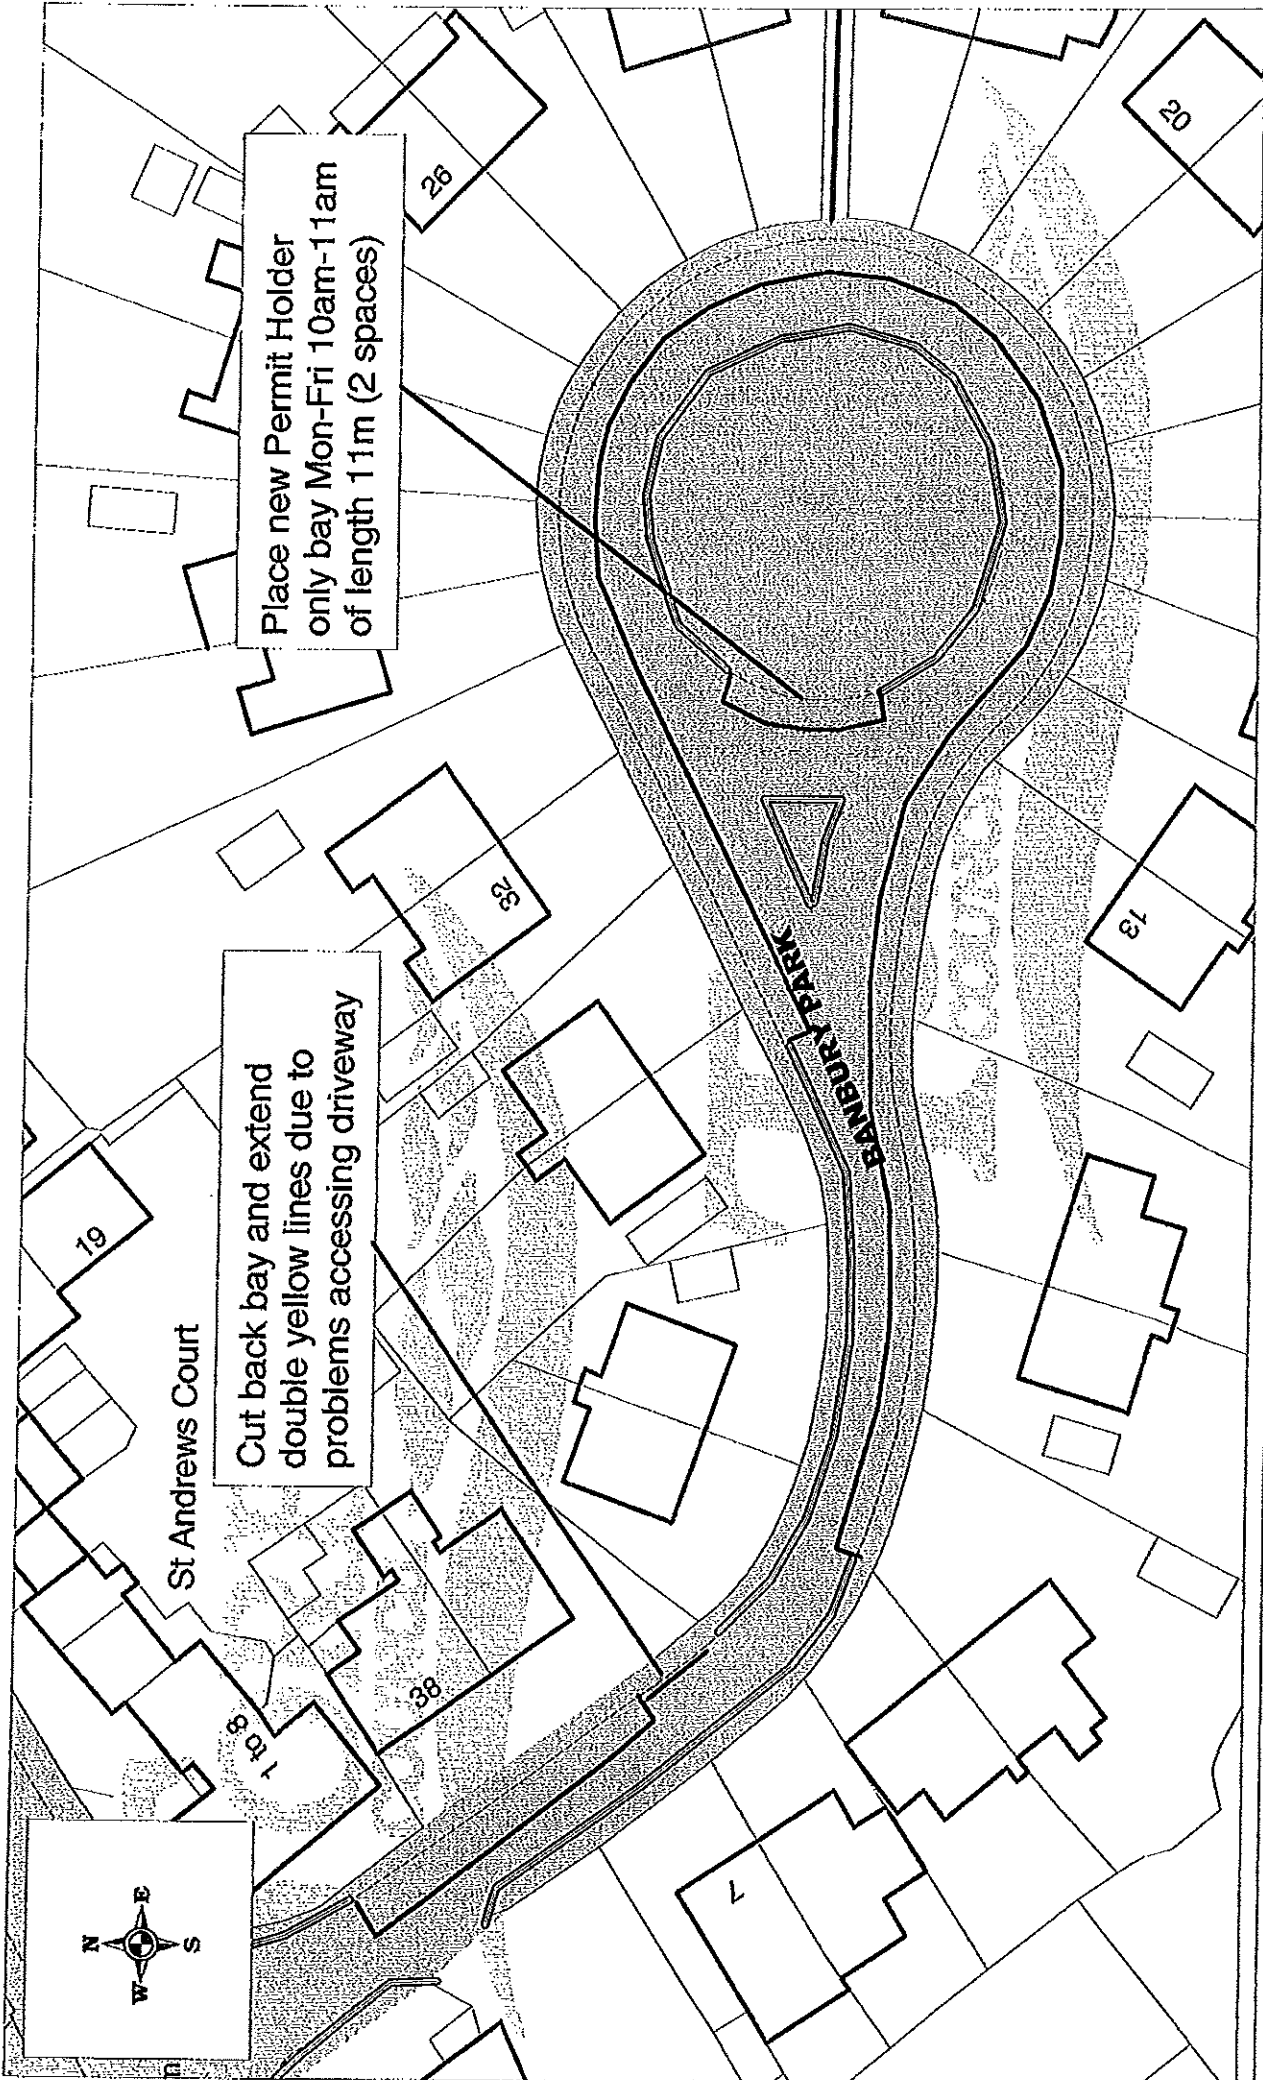 Place new Permit Holder
only bay Mon-Fri 10am-11am
of length 11m (2 spaces)
Cut back bay and extend
double yellow lines due to
problems accessing driveway
St Andrews Court
BANBURY PARK
N
W
E
S
19
1 to 8
38
32
26
20
13
7